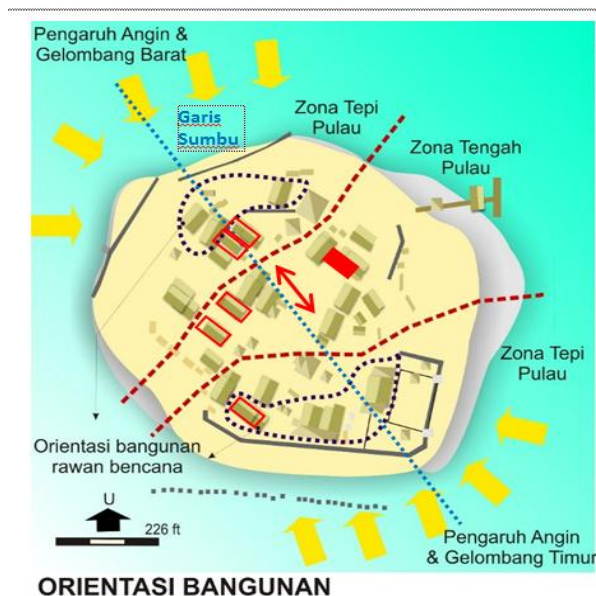 Pengaruh Angin &
Gelombang Barat
Garis
Sumbu
Zona Tepi
Pulau
Zona Tengah
Pulau
Zona Tepi
Pulau
Orientasi bangunan
rawan bencana
U
226 ft
Pengaruh Angin
& Gelombang Timur
ORIENTASI BANGUNAN